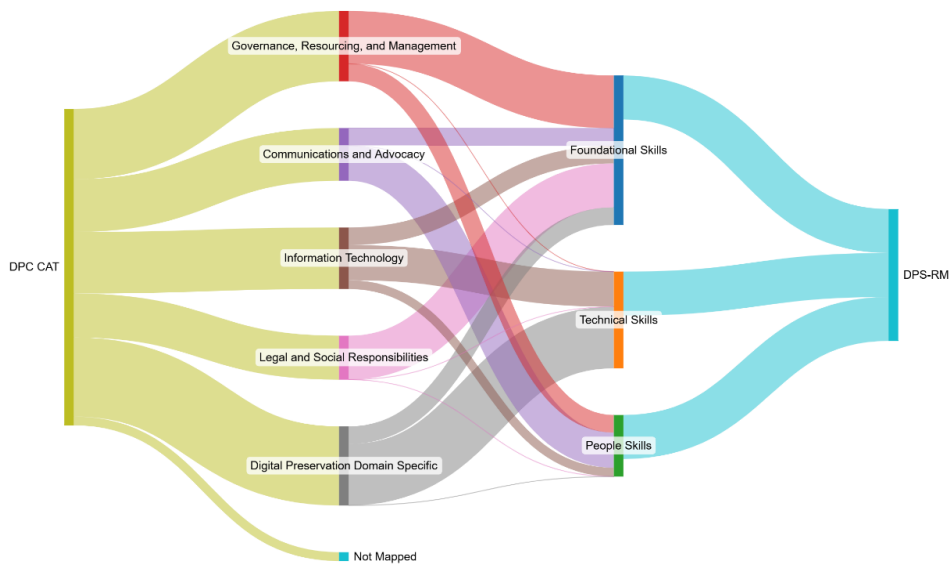 DPC CAT
Governance, Resourcing, and Management
Communications and Advocacy
Information Technology
Legal and Social Responsibilities
Digital Preservation Domain Specific
Not Mapped
Foundational Skills
Technical Skills
People Skills
DPS-RM